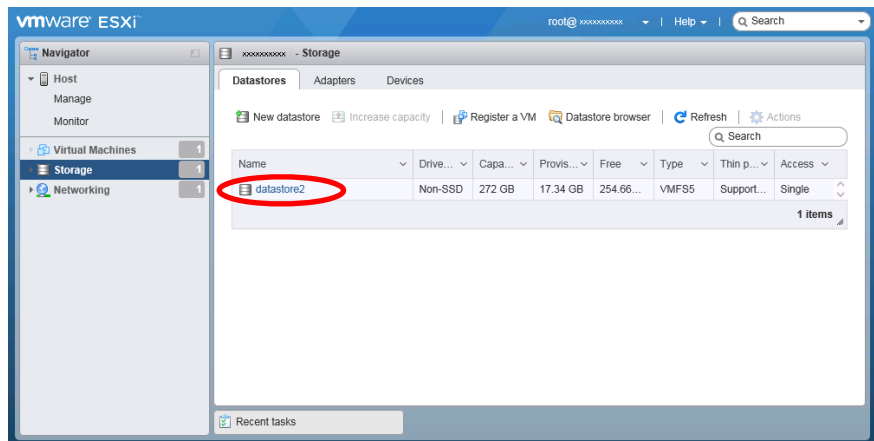 vmware ESXi
root@ xxxxxxxxxx | Help | Search
Navigator
Host
Manage
Monitor
Virtual Machines 1
Storage 1
Networking 1
xxxxxxxxxx - Storage
Datastores Adapters Devices
New datastore Increase capacity | Register a VM Datastore browser | Refresh | Actions
Search
Name Drive... Capa... Provis... Free Type Thin p... Access
datastore2 Non-SSD 272 GB 17.34 GB 254.66... VMFS5 Support... Single
1 items
Recent tasks